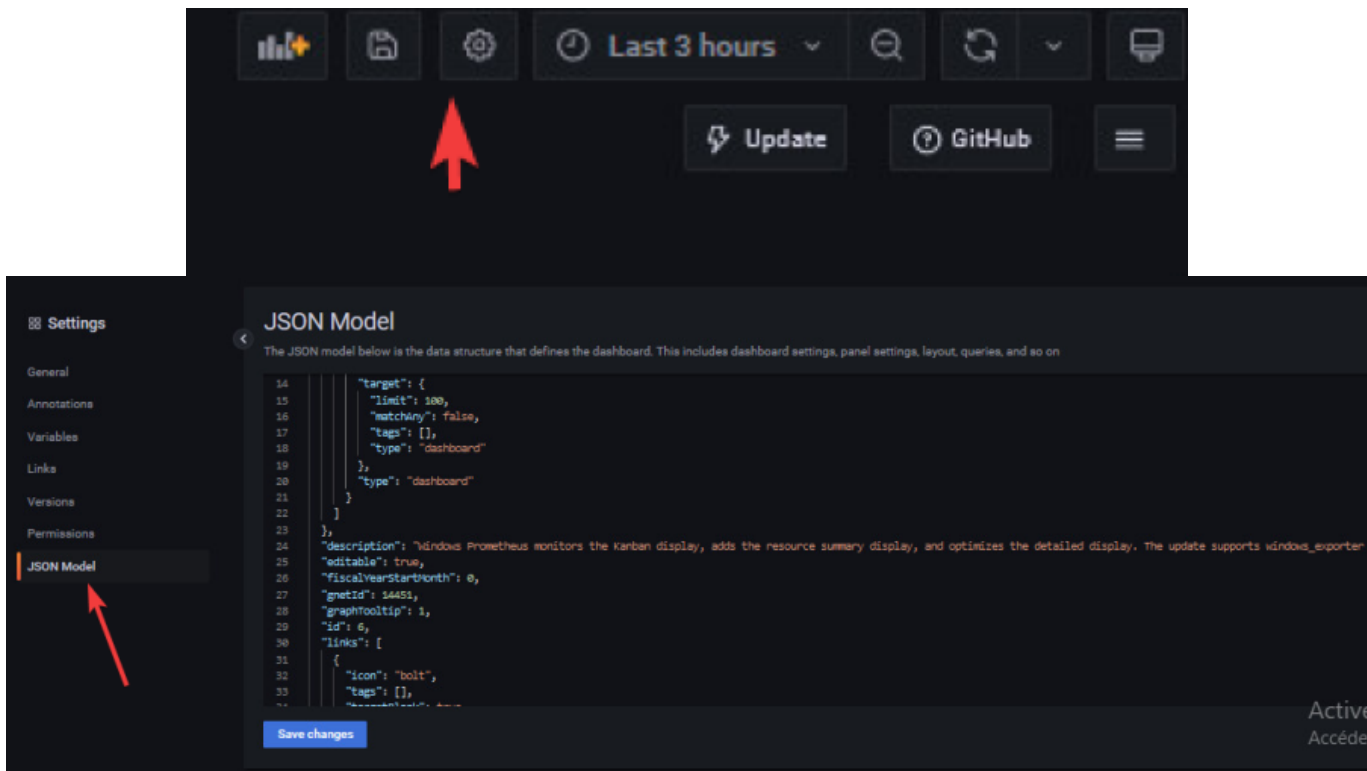 Last 3 hours
Update
GitHub
Settings
General
Annotations
Variables
Links
Versions
Permissions
JSON Model
JSON Model
The JSON model below is the data structure that defines the dashboard. This includes dashboard settings, panel settings, layout, queries, and so on
14 "target": {
15 "limit": 100,
16 "matchAny": false,
17 "tags": [],
18 "type": "dashboard"
19 },
20 "type": "dashboard"
21 }
22 ]
23 },
24 "description": "Windows Prometheus monitors the Kanban display, adds the resource summary display, and optimizes the detailed display. The update supports windows_exporter
25 "editable": true,
26 "fiscalYearStartMonth": 0,
27 "gnetId": 14451,
28 "graphTooltip": 1,
29 "id": 6,
30 "links": [
31 {
32 "icon": "bolt",
33 "tags": [],
Save changes
Active
Accéde